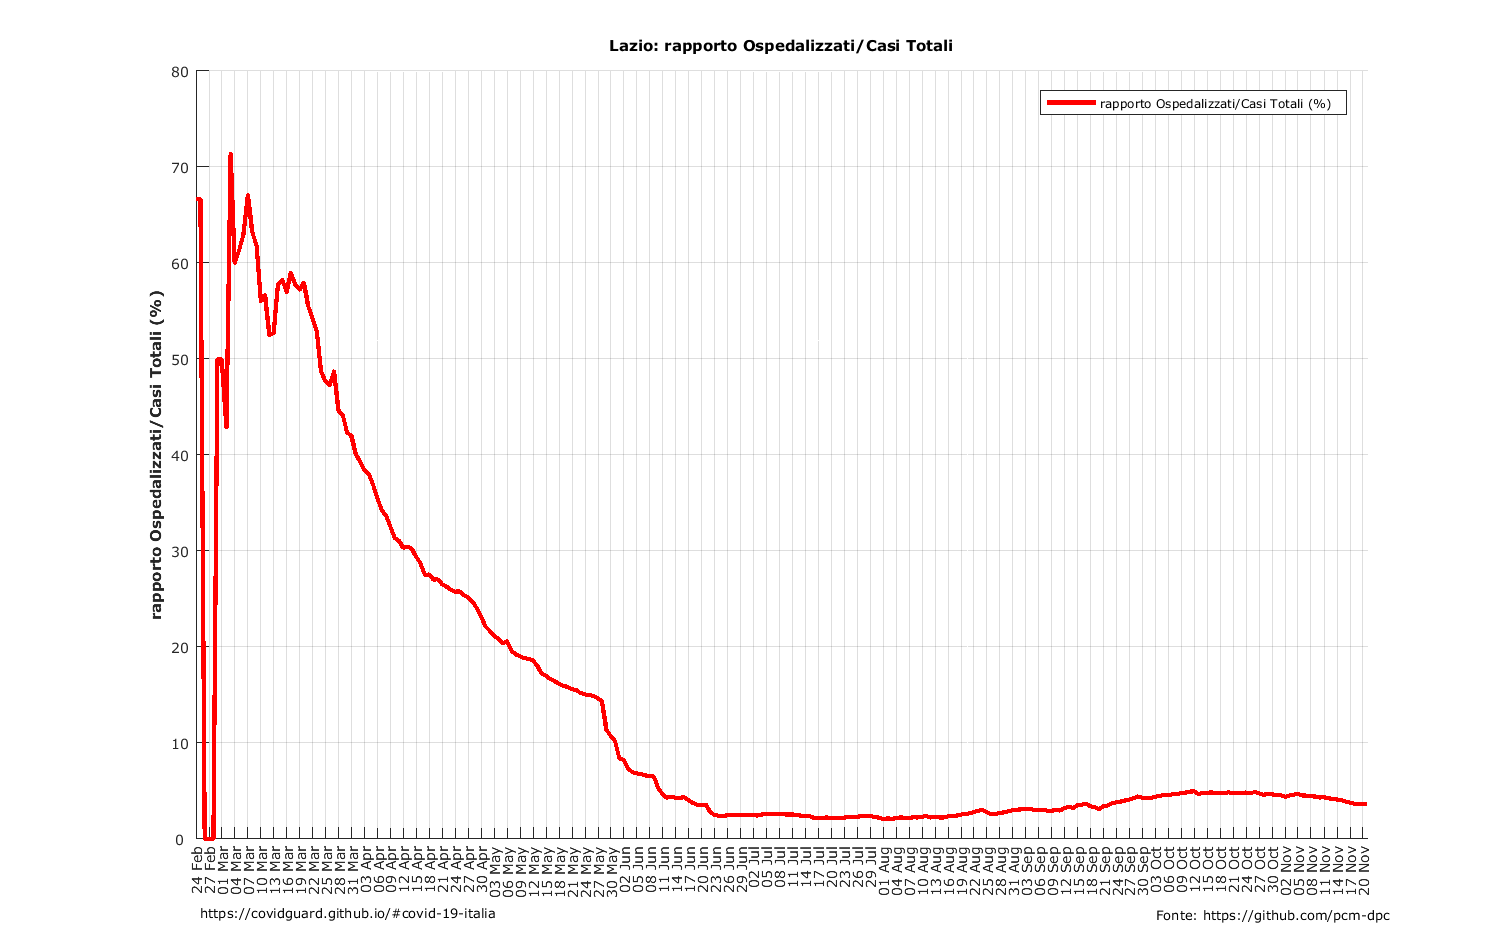 Lazio: rapporto Ospedalizzati/Casi Totali
rapporto Ospedalizzati/Casi Totali (%)
rapporto Ospedalizzati/Casi Totali (%)
80
70
60
50
40
30
20
10
0
24 Feb
27 Feb
01 Mar
04 Mar
07 Mar
10 Mar
13 Mar
16 Mar
19 Mar
22 Mar
25 Mar
28 Mar
31 Mar
03 Apr
06 Apr
09 Apr
12 Apr
15 Apr
18 Apr
21 Apr
24 Apr
27 Apr
30 Apr
03 May
06 May
09 May
12 May
15 May
18 May
21 May
24 May
27 May
30 May
02 Jun
05 Jun
08 Jun
11 Jun
14 Jun
17 Jun
20 Jun
23 Jun
26 Jun
29 Jun
02 Jul
05 Jul
08 Jul
11 Jul
14 Jul
17 Jul
20 Jul
23 Jul
26 Jul
29 Jul
01 Aug
04 Aug
07 Aug
10 Aug
13 Aug
16 Aug
19 Aug
22 Aug
25 Aug
28 Aug
31 Aug
03 Sep
06 Sep
09 Sep
12 Sep
15 Sep
18 Sep
21 Sep
24 Sep
27 Sep
30 Sep
03 Oct
06 Oct
09 Oct
12 Oct
15 Oct
18 Oct
21 Oct
24 Oct
27 Oct
30 Oct
02 Nov
05 Nov
08 Nov
11 Nov
14 Nov
17 Nov
20 Nov
https://covidguard.github.io/#covid-19-italia
Fonte: https://github.com/pcm-dpc